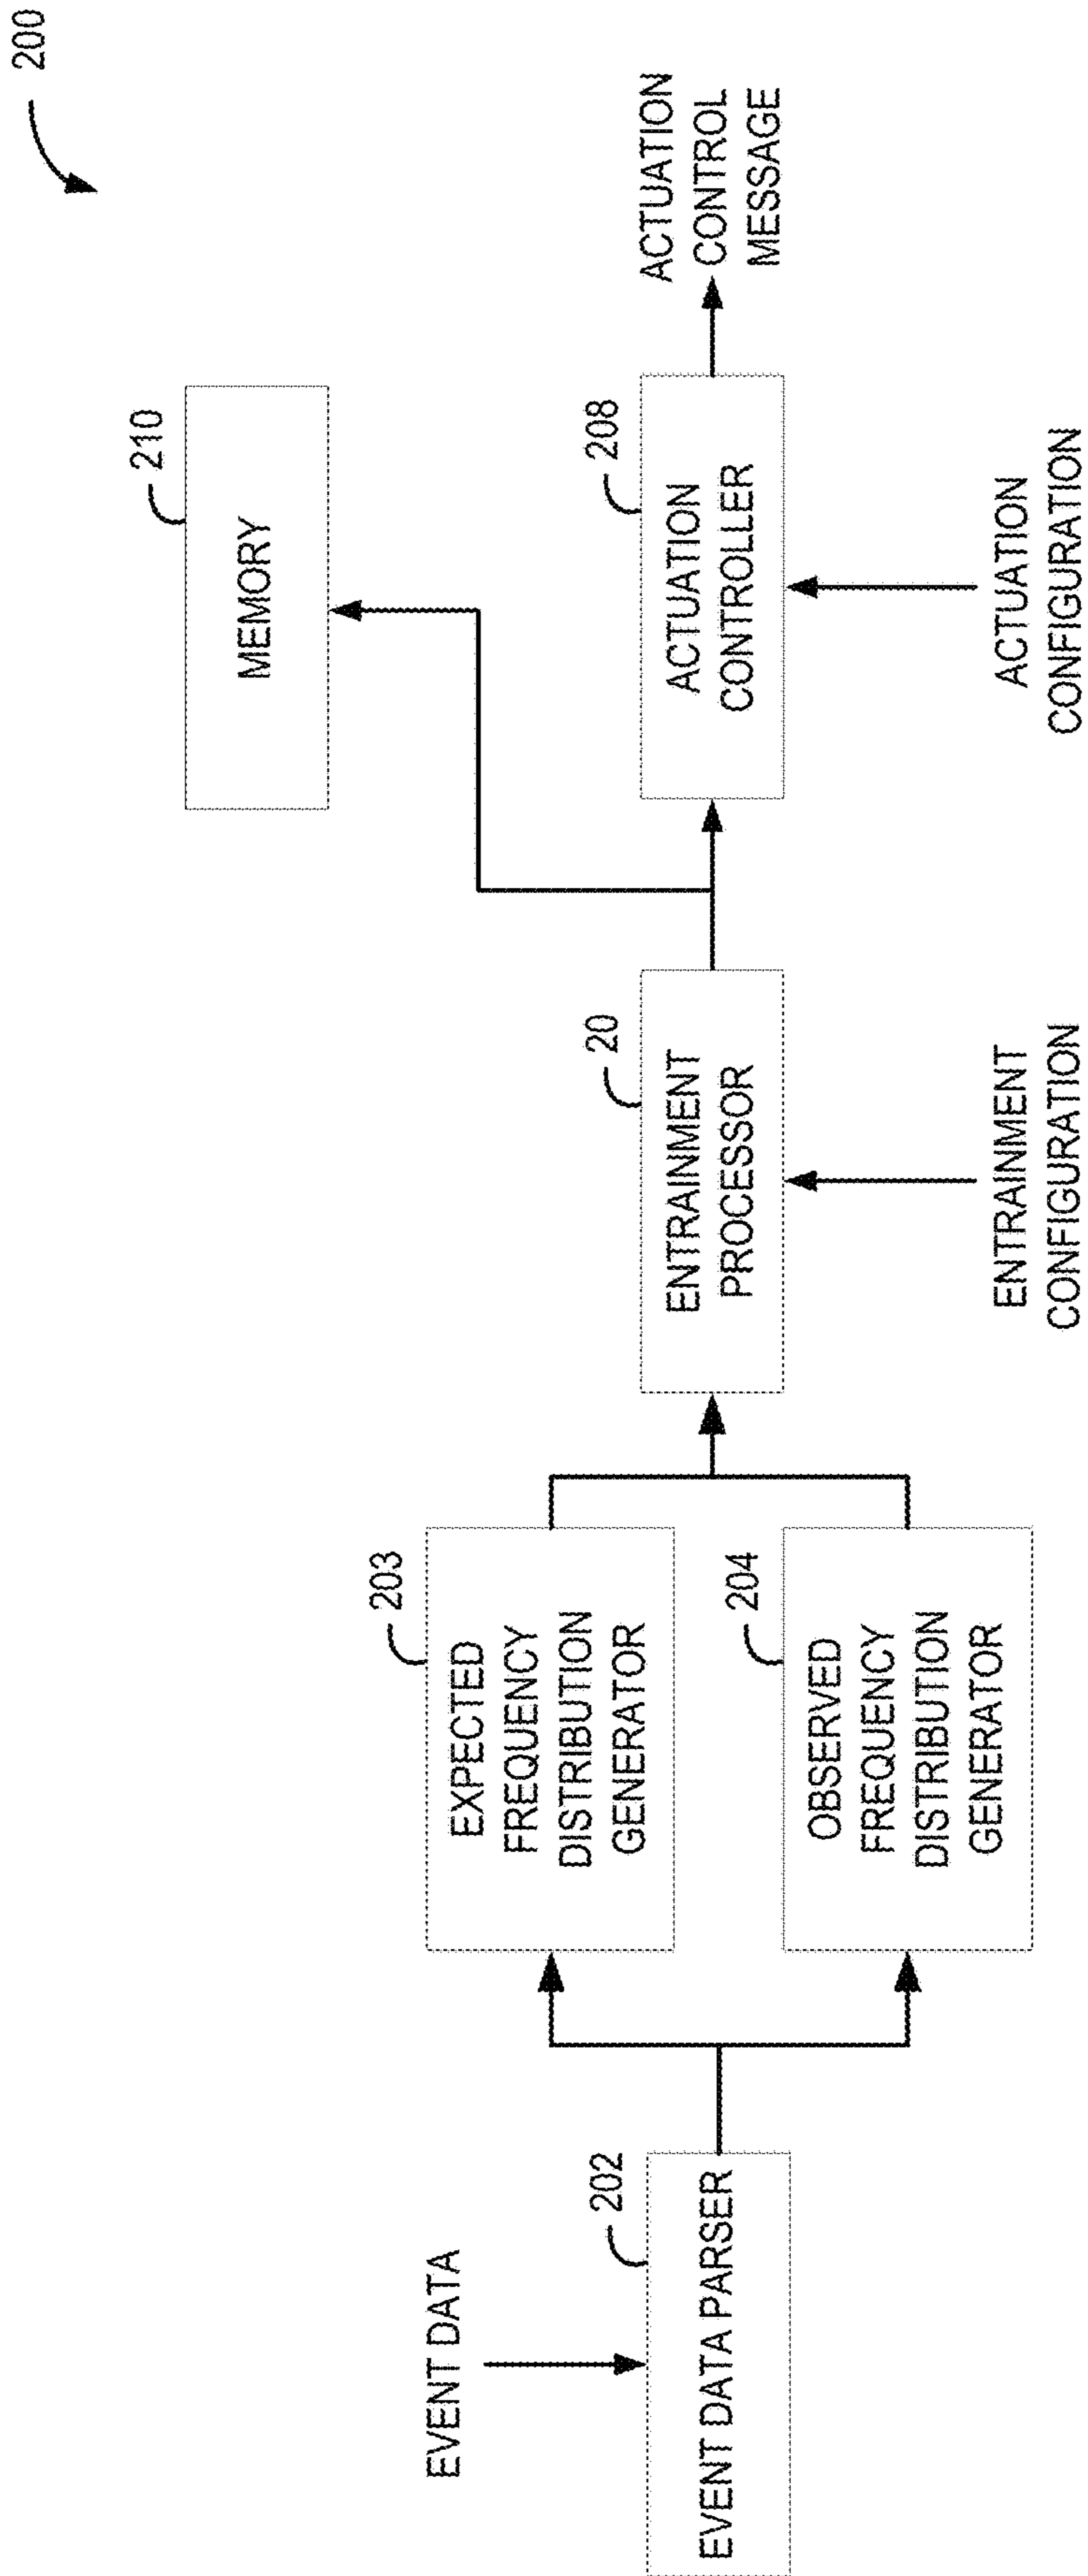 200
EVENT DATA
202
EVENT DATA PARSER
203
EXPECTED
FREQUENCY
DISTRIBUTION
GENERATOR
204
OBSERVED
FREQUENCY
DISTRIBUTION
GENERATOR
20
ENTRAINMENT
PROCESSOR
ENTRAINMENT
CONFIGURATION
210
MEMORY
208
ACTUATION
CONTROLLER
ACTUATION
CONFIGURATION
ACTUATION
CONTROL
MESSAGE